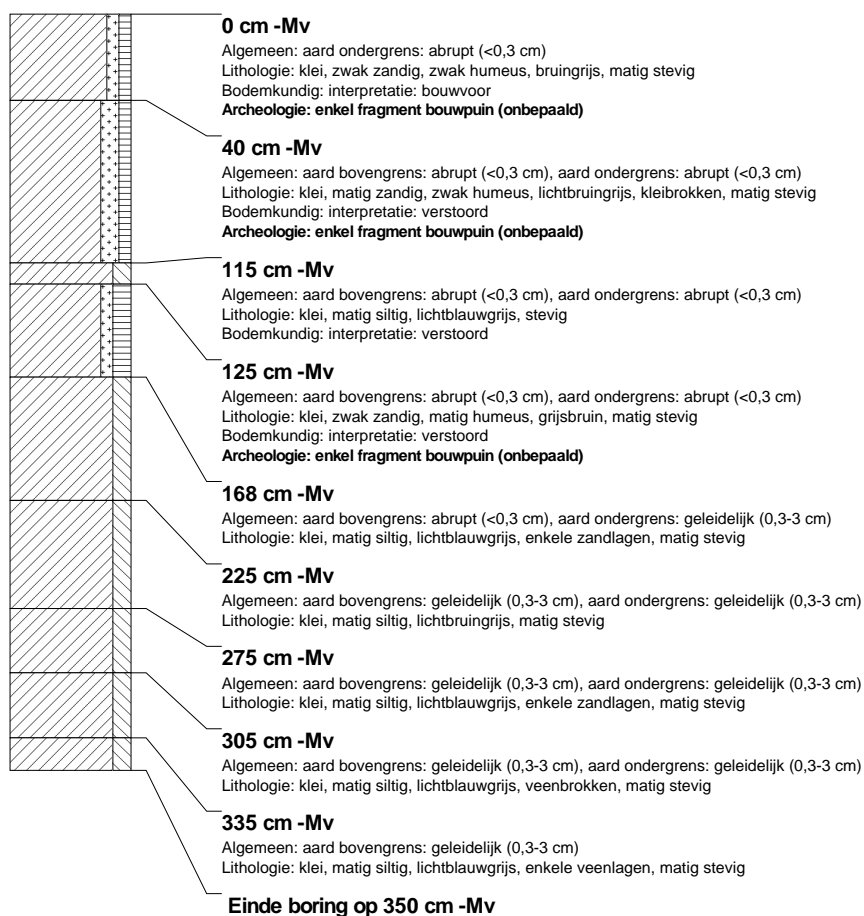 0 cm -Mv
Algemeen: aard ondergrens: abrupt (<0,3 cm)
Lithologie: klei, zwak zandig, zwak humeus, bruingrijs, matig stevig
Bodemkundig: interpretatie: bouwvoor
Archeologie: enkel fragment bouwpuin (onbepaald)
40 cm -Mv
Algemeen: aard bovengrens: abrupt (<0,3 cm), aard ondergrens: abrupt (<0,3 cm)
Lithologie: klei, matig zandig, zwak humeus, lichtbruingrijs, kleibrokken, matig stevig
Bodemkundig: interpretatie: verstoord
Archeologie: enkel fragment bouwpuin (onbepaald)
115 cm -Mv
Algemeen: aard bovengrens: abrupt (<0,3 cm), aard ondergrens: abrupt (<0,3 cm)
Lithologie: klei, matig siltig, lichtblauwgrijs, stevig
Bodemkundig: interpretatie: verstoord
125 cm -Mv
Algemeen: aard bovengrens: abrupt (<0,3 cm), aard ondergrens: abrupt (<0,3 cm)
Lithologie: klei, zwak zandig, matig humeus, grijsbruin, matig stevig
Bodemkundig: interpretatie: verstoord
Archeologie: enkel fragment bouwpuin (onbepaald)
168 cm -Mv
Algemeen: aard bovengrens: abrupt (<0,3 cm), aard ondergrens: geleidelijk (0,3-3 cm)
Lithologie: klei, matig siltig, lichtblauwgrijs, enkele zandlagen, matig stevig
225 cm -Mv
Algemeen: aard bovengrens: geleidelijk (0,3-3 cm), aard ondergrens: geleidelijk (0,3-3 cm)
Lithologie: klei, matig siltig, lichtbruingrijs, matig stevig
275 cm -Mv
Algemeen: aard bovengrens: geleidelijk (0,3-3 cm), aard ondergrens: geleidelijk (0,3-3 cm)
Lithologie: klei, matig siltig, lichtblauwgrijs, enkele zandlagen, matig stevig
305 cm -Mv
Algemeen: aard bovengrens: geleidelijk (0,3-3 cm), aard ondergrens: geleidelijk (0,3-3 cm)
Lithologie: klei, matig siltig, lichtblauwgrijs, veenbrokken, matig stevig
335 cm -Mv
Algemeen: aard bovengrens: geleidelijk (0,3-3 cm)
Lithologie: klei, matig siltig, lichtblauwgrijs, enkele veenlagen, matig stevig
Einde boring op 350 cm -Mv